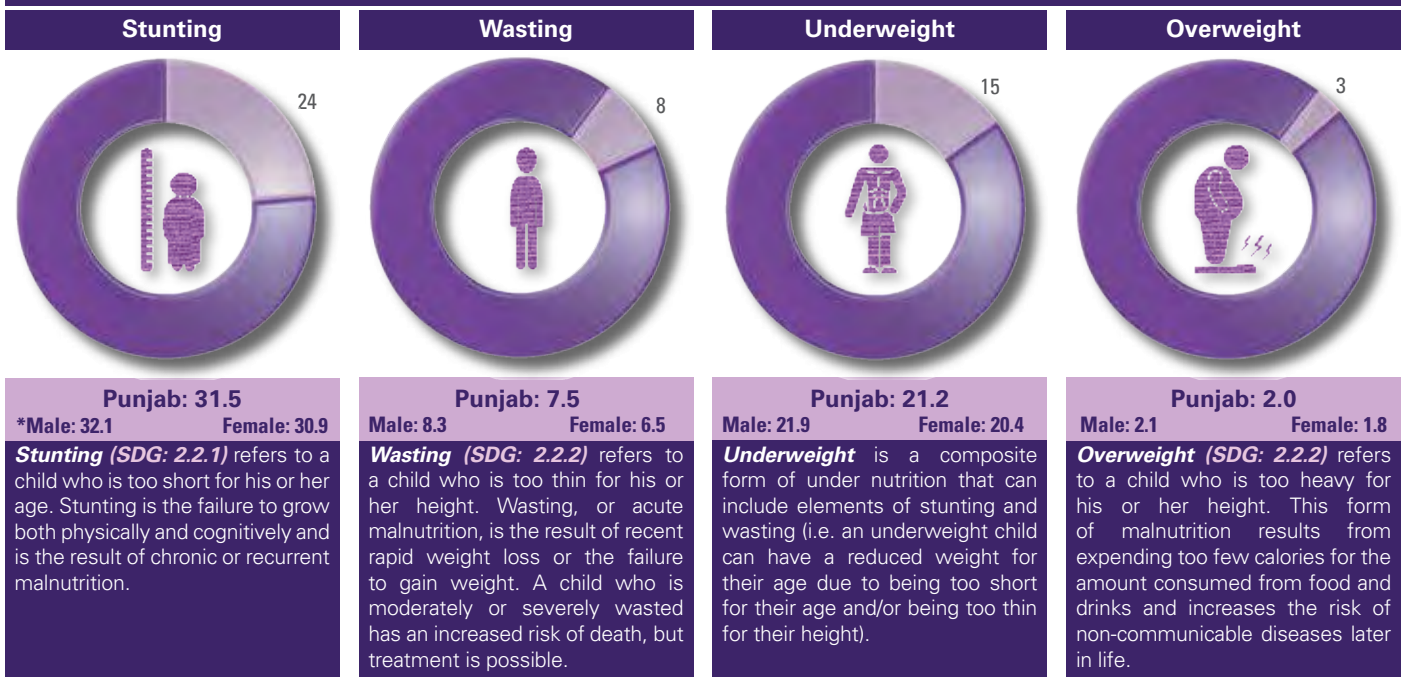 Stunting
24
Punjab: 31.5
*Male: 32.1 Female: 30.9
Stunting (SDG: 2.2.1) refers to a
child who is too short for his or her
age. Stunting is the failure to grow
both physically and cognitively and
is the result of chronic or recurrent
malnutrition.
Wasting
8
Punjab: 7.5
Male: 8.3 Female: 6.5
Wasting (SDG: 2.2.2) refers to
a child who is too thin for his or
her height. Wasting, or acute
malnutrition, is the result of recent
rapid weight loss or the failure
to gain weight. A child who is
moderately or severely wasted
has an increased risk of death, but
treatment is possible.
Underweight
15
Punjab: 21.2
Male: 21.9 Female: 20.4
Underweight is a composite
form of under nutrition that can
include elements of stunting and
wasting (i.e. an underweight child
can have a reduced weight for
their age due to being too short
for their age and/or being too thin
for their height).
Overweight
3
Punjab: 2.0
Male: 2.1 Female: 1.8
Overweight (SDG: 2.2.2) refers
to a child who is too heavy for
his or her height. This form
of malnutrition results from
expending too few calories for the
amount consumed from food and
drinks and increases the risk of
non-communicable diseases later
in life.